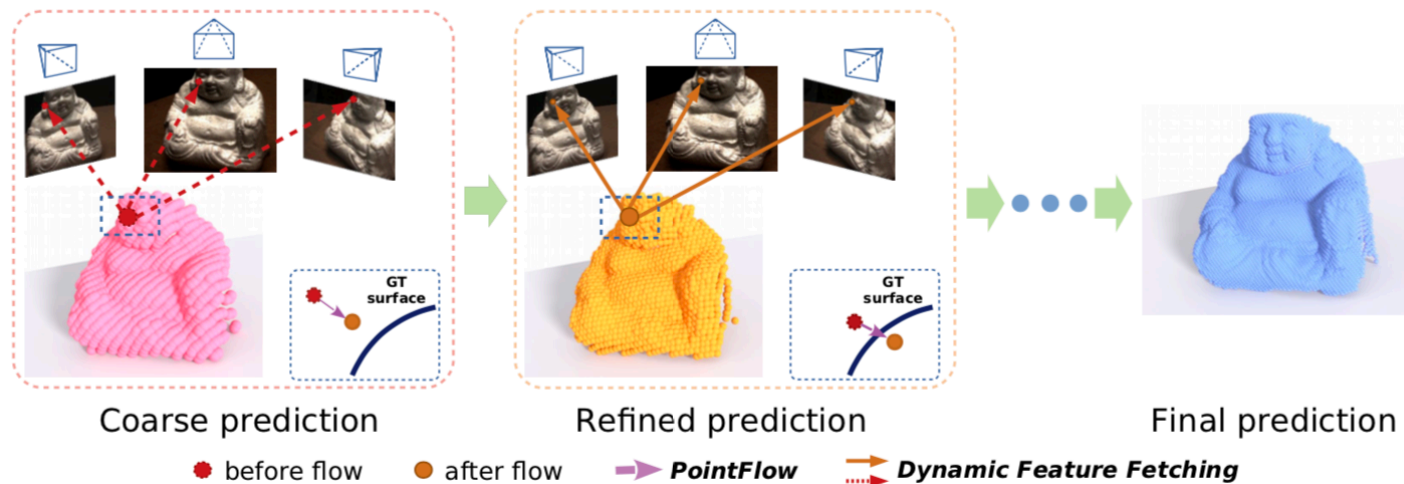 GT
surface
GT
surface
Coarse prediction
Refined prediction
Final prediction
before flow
after flow
PointFlow
Dynamic Feature Fetching